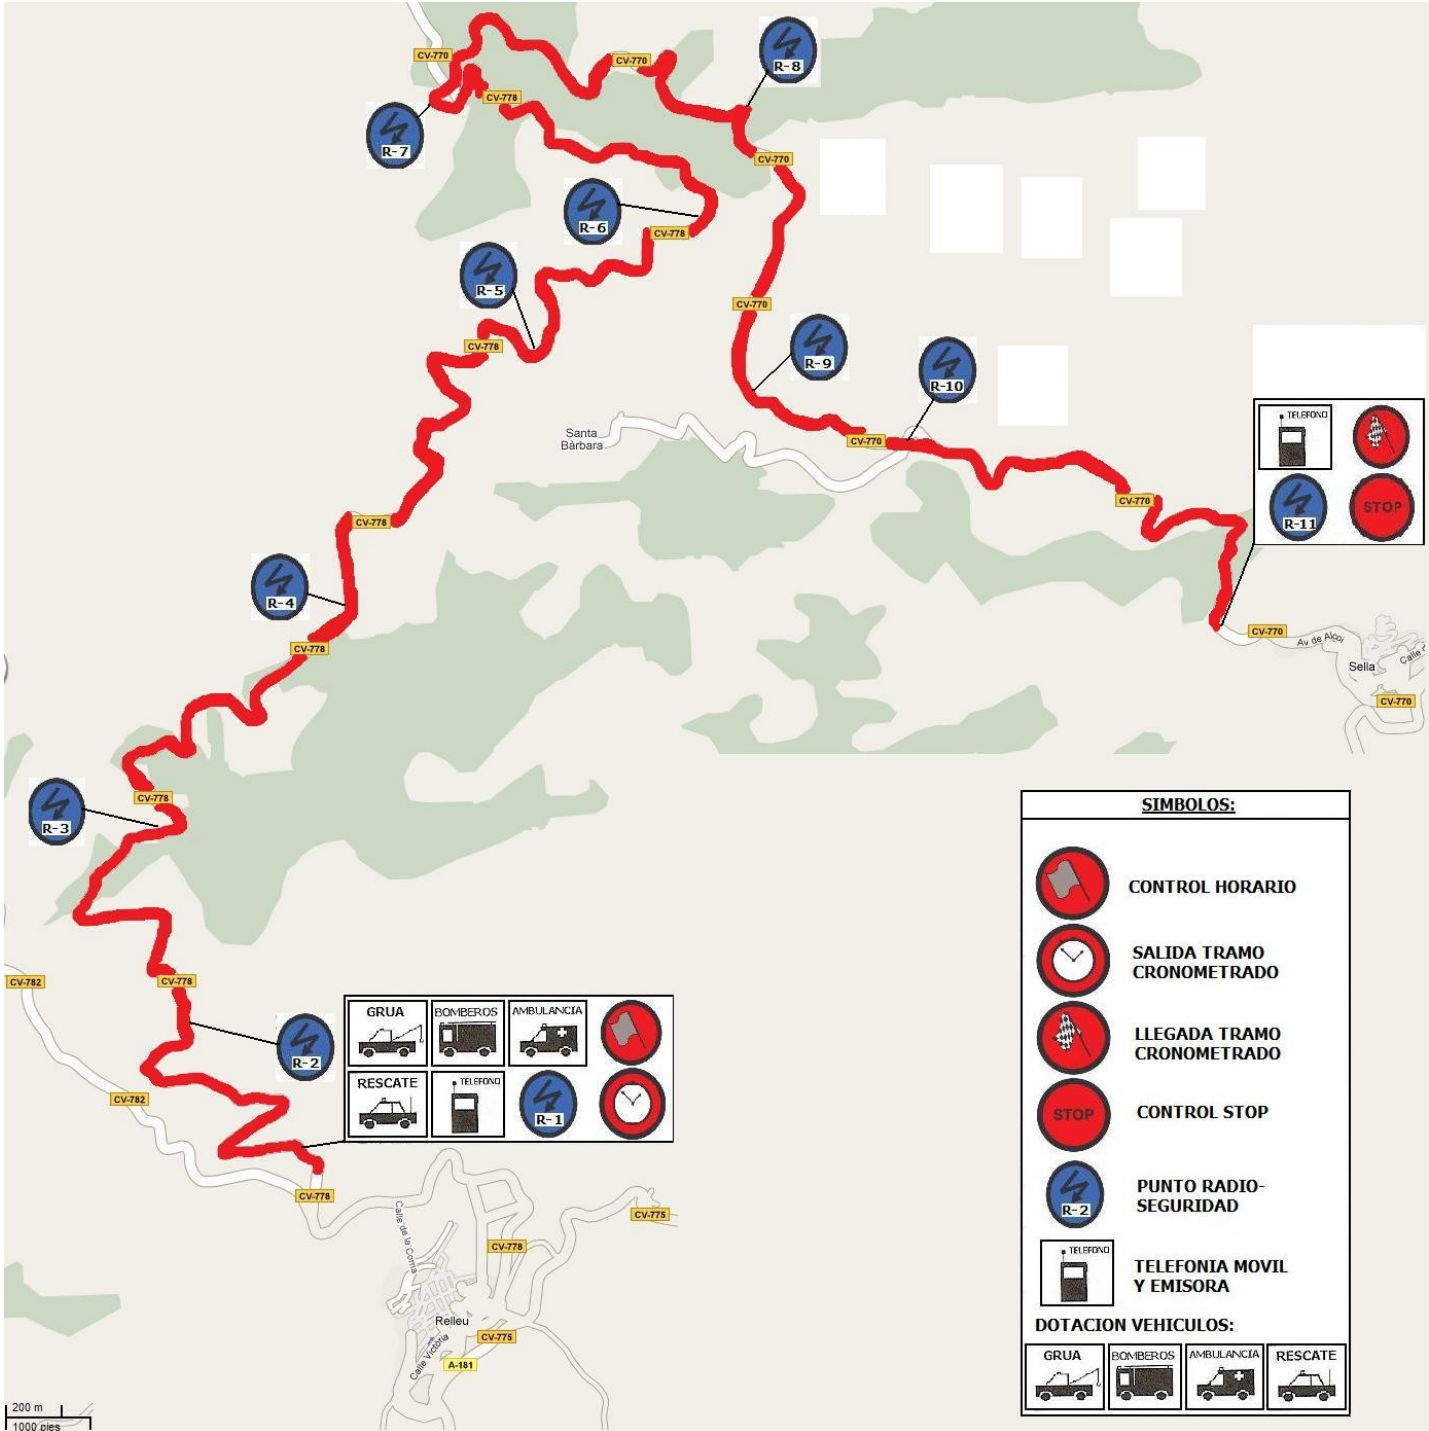 CV-770
CV-770
R-8
CV-778
R-7
CV-770
R-6
CV-778
R-5
CV-770
CV-778
R-9
R-10
Santa
Bàrbara
CV-770
TELEFONO
CV-770
R-11
STOP
CV-778
R-4
CV-778
CV-770
Av de Alcoi
Sella
CV-770
CV-778
R-3
CV-778
CV-782
R-2
CV-782
GRUA
BOMBEROS
AMBULANCIA
RESCATE
TELEFONO
R-1
CV-778
Calle de la Coma
CV-775
CV-778
Relleu
CV-775
Calle Victòria
A-181
200 m
1000 pies
SIMBOLOS:
CONTROL HORARIO
SALIDA TRAMO
CRONOMETRADO
LLEGADA TRAMO
CRONOMETRADO
STOP
CONTROL STOP
R-2
PUNTO RADIO-
SEGURIDAD
TELEFONO
TELEFONIA MOVIL
Y EMISORA
DOTACION VEHICULOS:
GRUA
BOMBEROS
AMBULANCIA
RESCATE